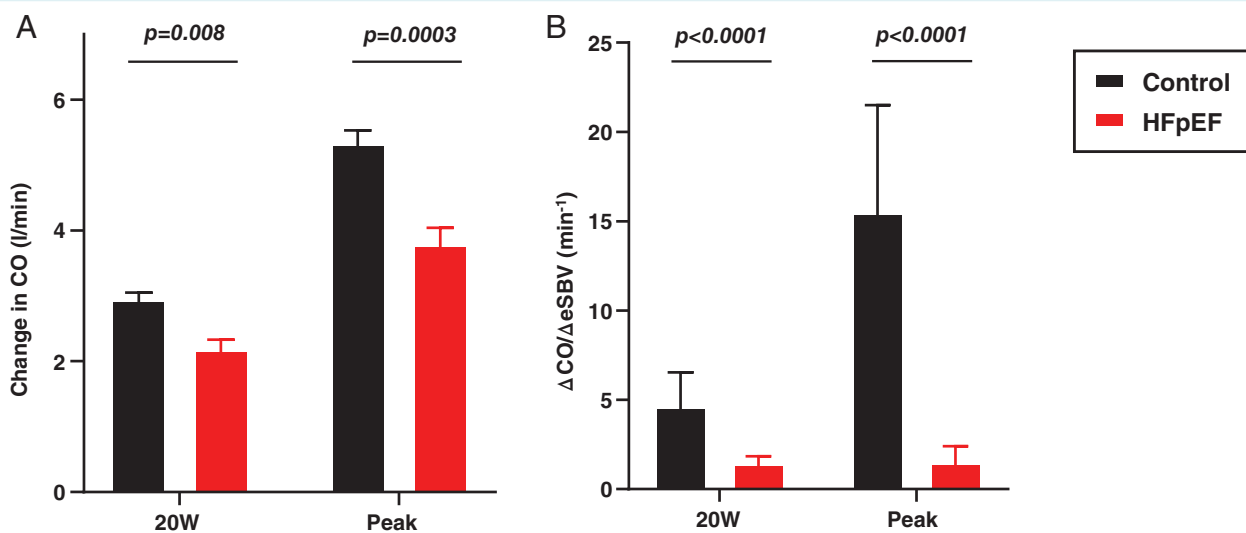 A
p=0.008
p=0.0003
Change in CO (l/min)
6
4
2
0
20W
Peak
B
p<0.0001
p<0.0001
ΔCO/ΔeSBV (min⁻¹)
25
20
15
10
5
0
20W
Peak
Control
HFpEF